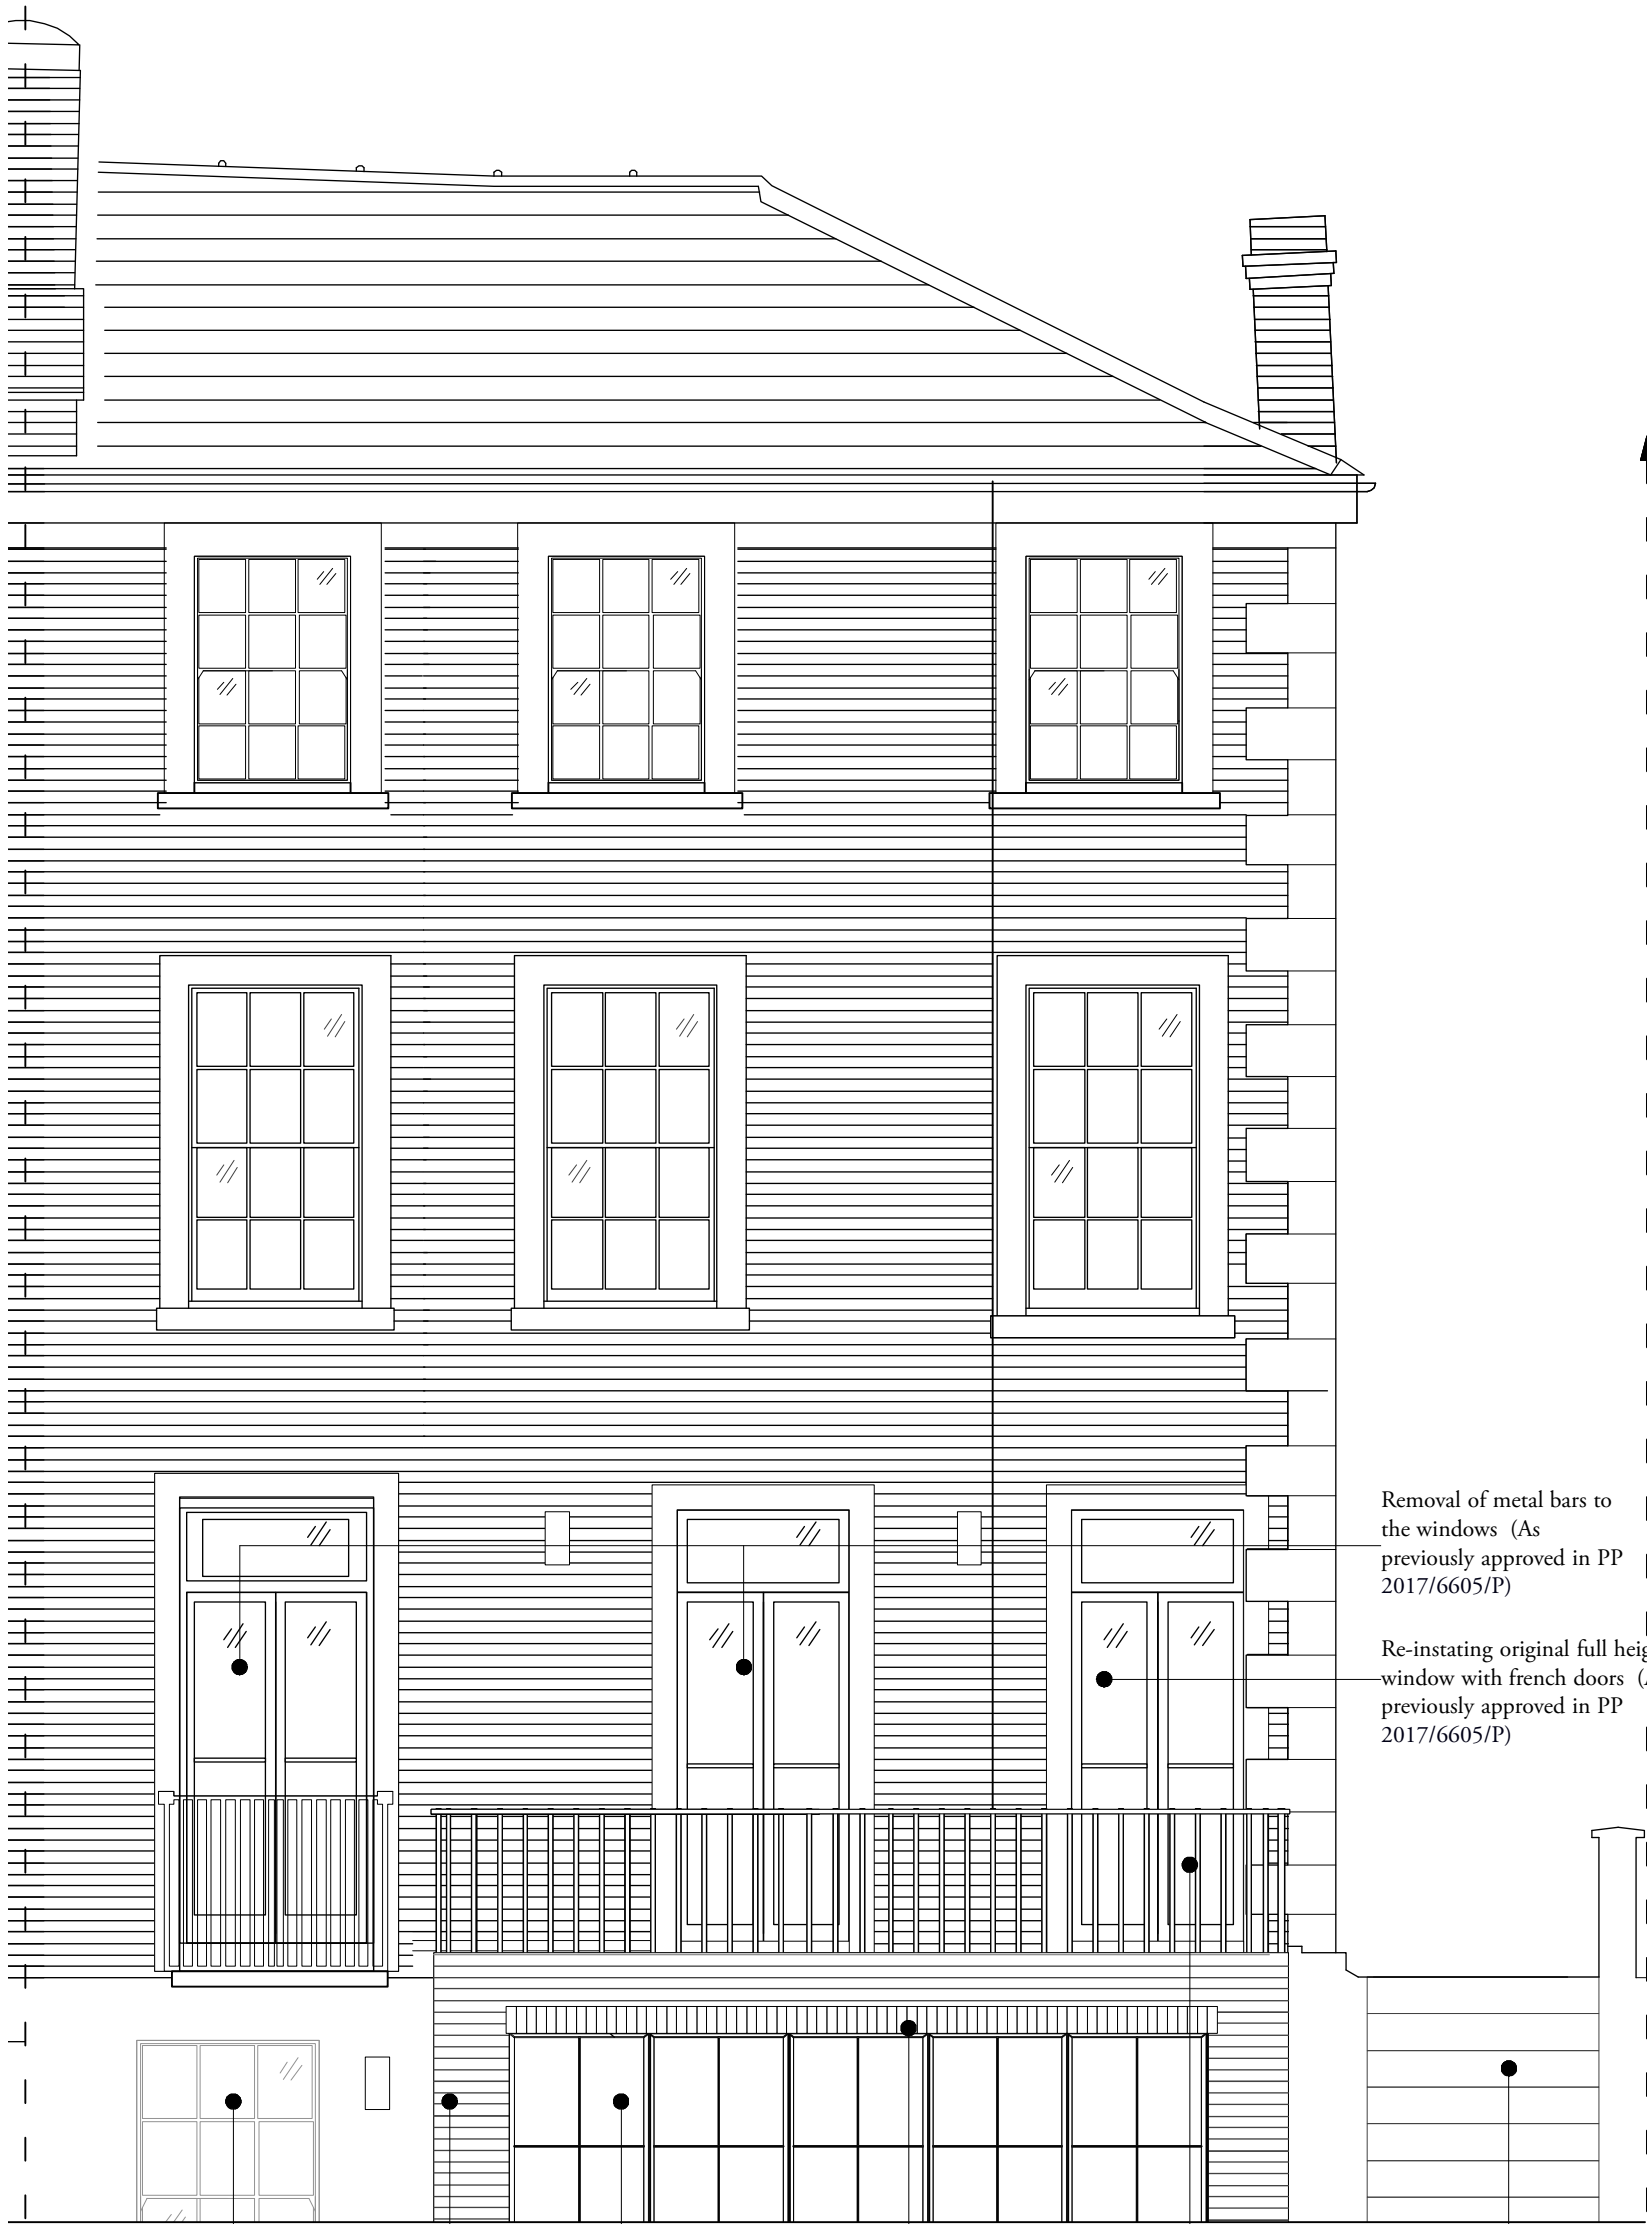 Removal of metal bars to
the windows (As
previously approved in PP
2017/6605/P)
Re-instating original full
window with french doors
previously approved in PP
2017/6605/P)